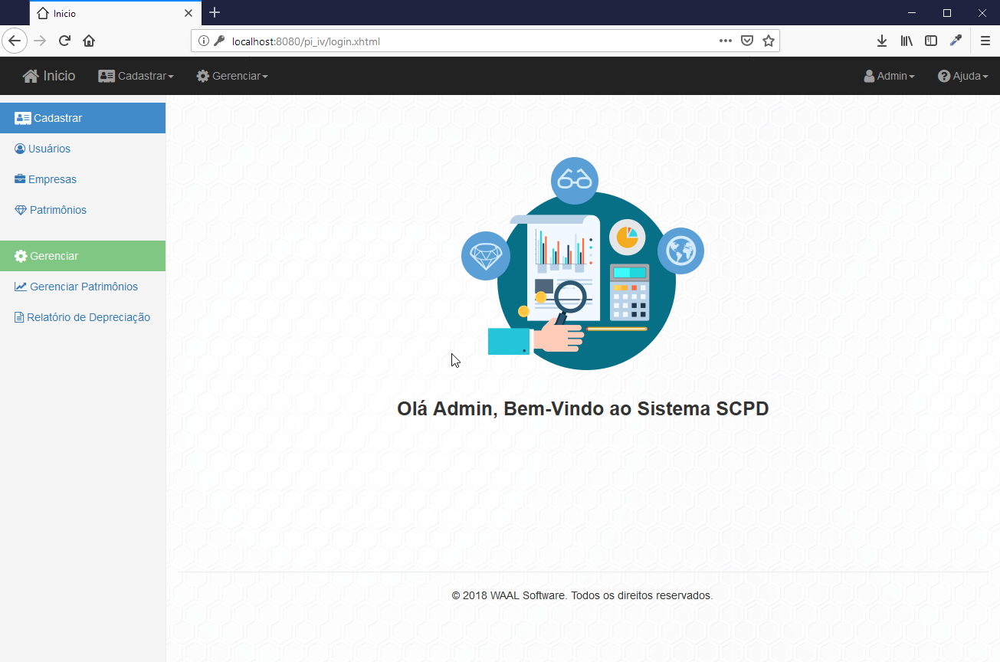 Inicio
localhost:8080/pi_iv/login.xhtml
Inicio Cadastrar Gerenciar Admin Ajuda
Cadastrar
Usuários
Empresas
Patrimônios
Gerenciar
Gerenciar Patrimônios
Relatório de Depreciação
Olá Admin, Bem-Vindo ao Sistema SCPD
© 2018 WAAL Software. Todos os direitos reservados.